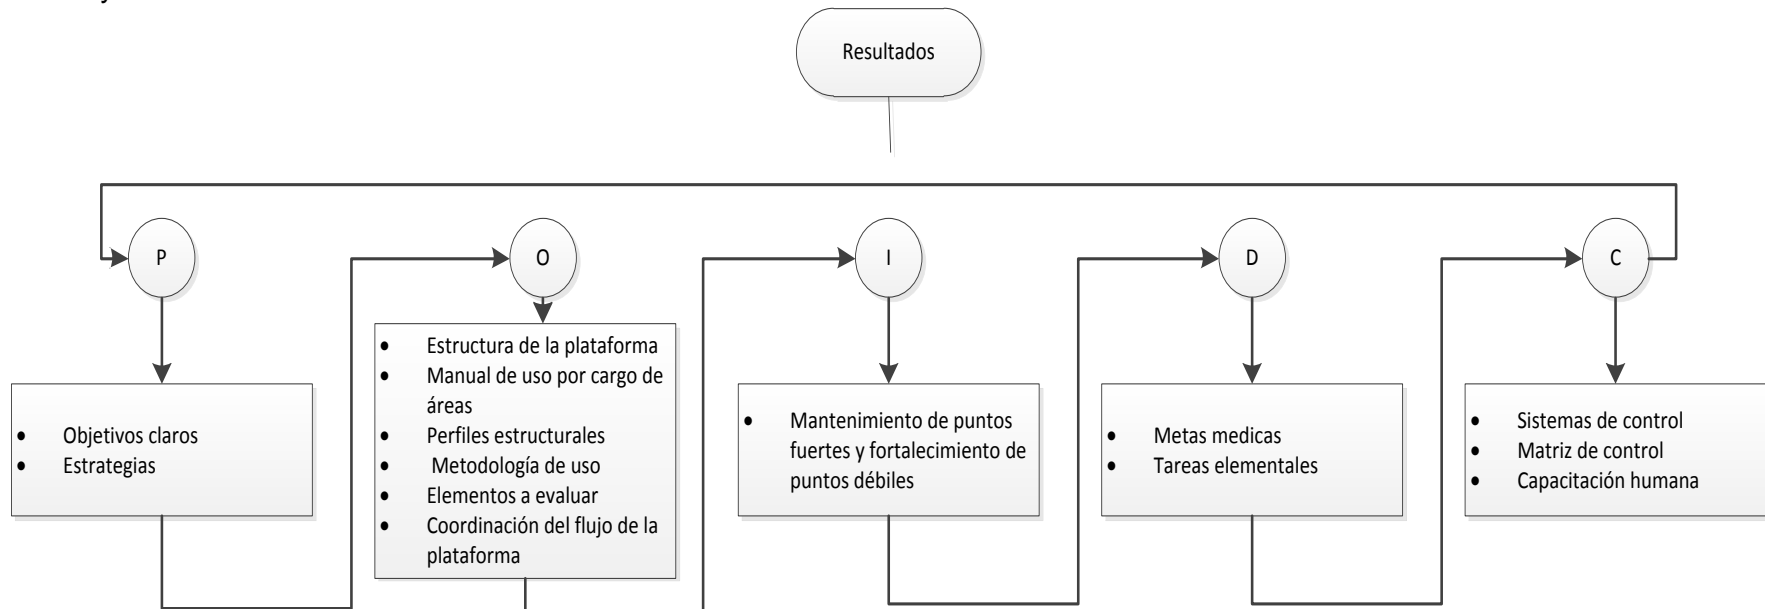 Resultados
P
O
I
D
C
• Objetivos claros
• Estrategias
• Estructura de la plataforma
• Manual de uso por cargo de
áreas
• Perfiles estructurales
• Metodología de uso
• Elementos a evaluar
• Coordinación del flujo de la
plataforma
• Mantenimiento de puntos
fuertes y fortalecimiento de
puntos débiles
• Metas medicas
• Tareas elementales
• Sistemas de control
• Matriz de control
• Capacitación humana